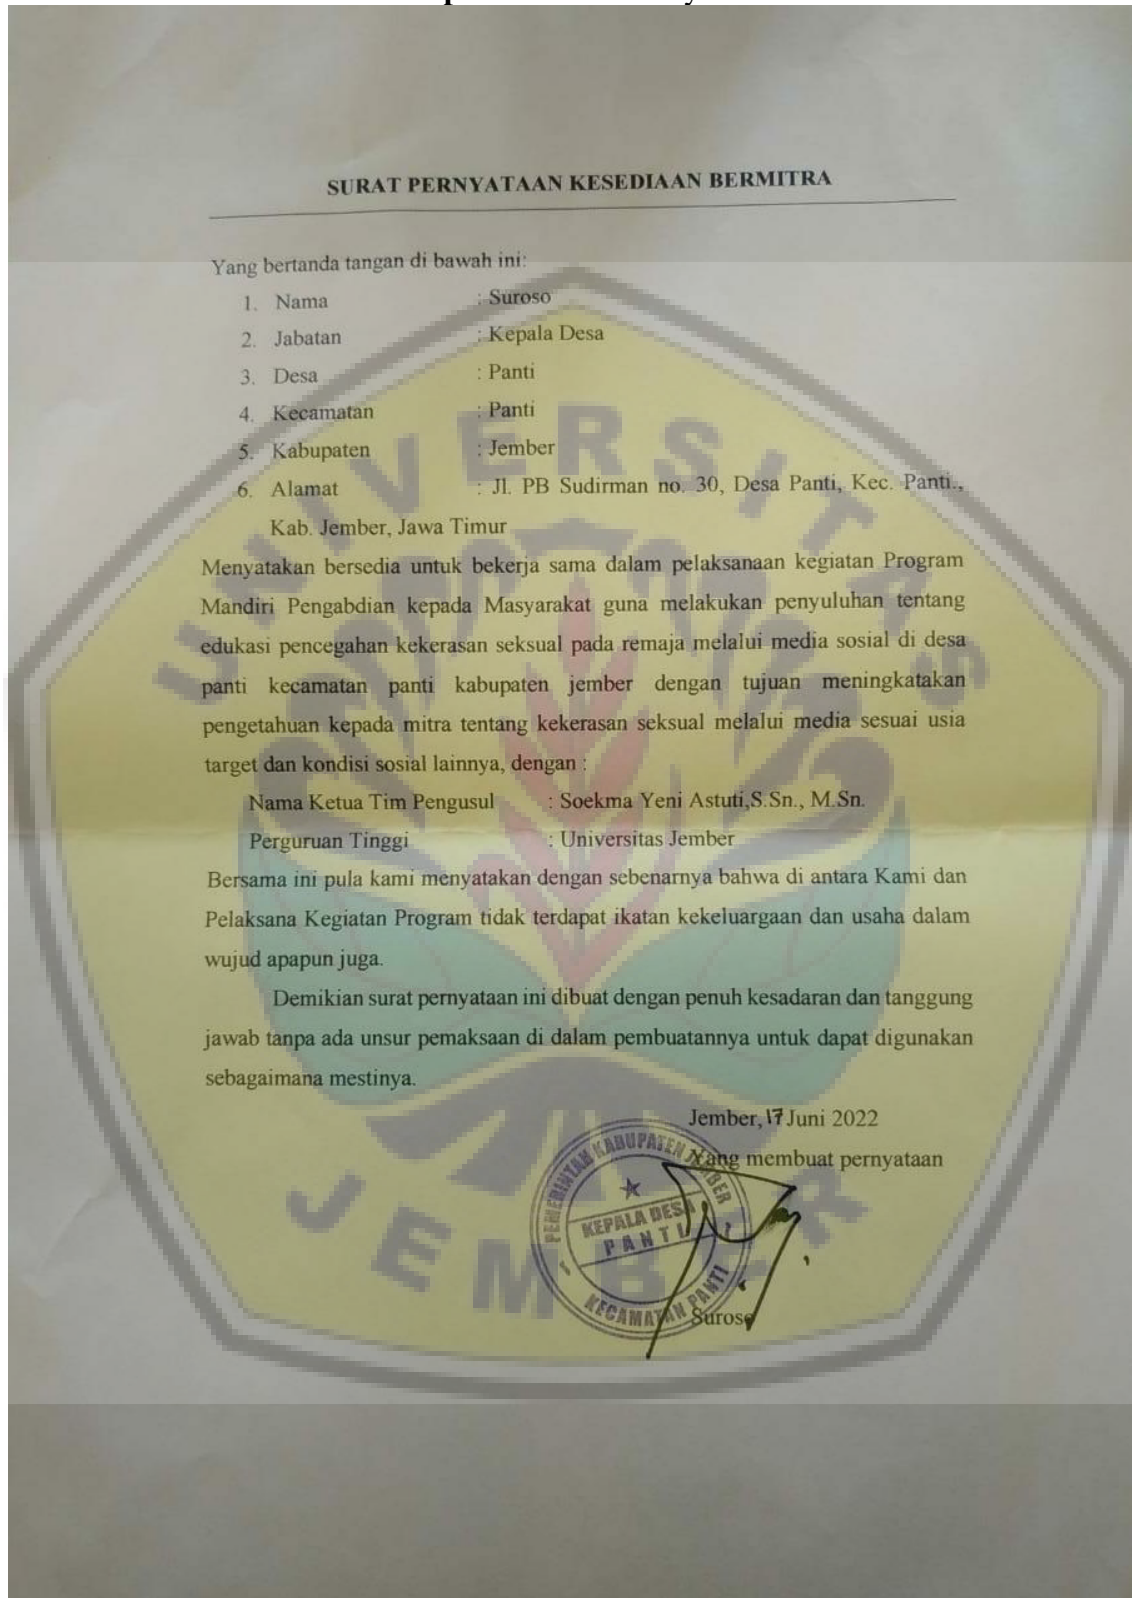 SURAT PERNYATAAN KESEDIAAN BERMITRA
Yang bertanda tangan di bawah ini:
1. Nama : Suroso
2. Jabatan : Kepala Desa
3. Desa : Panti
4. Kecamatan : Panti
5. Kabupaten : Jember
6. Alamat : Jl. PB Sudirman no. 30, Desa Panti, Kec. Panti.,
Kab. Jember, Jawa Timur
Menyatakan bersedia untuk bekerja sama dalam pelaksanaan kegiatan Program
Mandiri Pengabdian kepada Masyarakat guna melakukan penyuluhan tentang
edukasi pencegahan kekerasan seksual pada remaja melalui media sosial di desa
panti kecamatan panti kabupaten jember dengan tujuan meningkatakan
pengetahuan kepada mitra tentang kekerasan seksual melalui media sesuai usia
target dan kondisi sosial lainnya, dengan :
Nama Ketua Tim Pengusul : Soekma Yeni Astuti,S.Sn., M.Sn.
Perguruan Tinggi : Universitas Jember
Bersama ini pula kami menyatakan dengan sebenarnya bahwa di antara Kami dan
Pelaksana Kegiatan Program tidak terdapat ikatan kekeluargaan dan usaha dalam
wujud apapun juga.
Demikian surat pernyataan ini dibuat dengan penuh kesadaran dan tanggung
jawab tanpa ada unsur pemaksaan di dalam pembuatannya untuk dapat digunakan
sebagaimana mestinya.
Jember, 17 Juni 2022
Yang membuat pernyataan
PEMERINTAH KABUPATEN JEMBER
KEPALA DESA
PANTI
KECAMATAN PANTI
Suroso
UNIVERSITAS
JEMBER